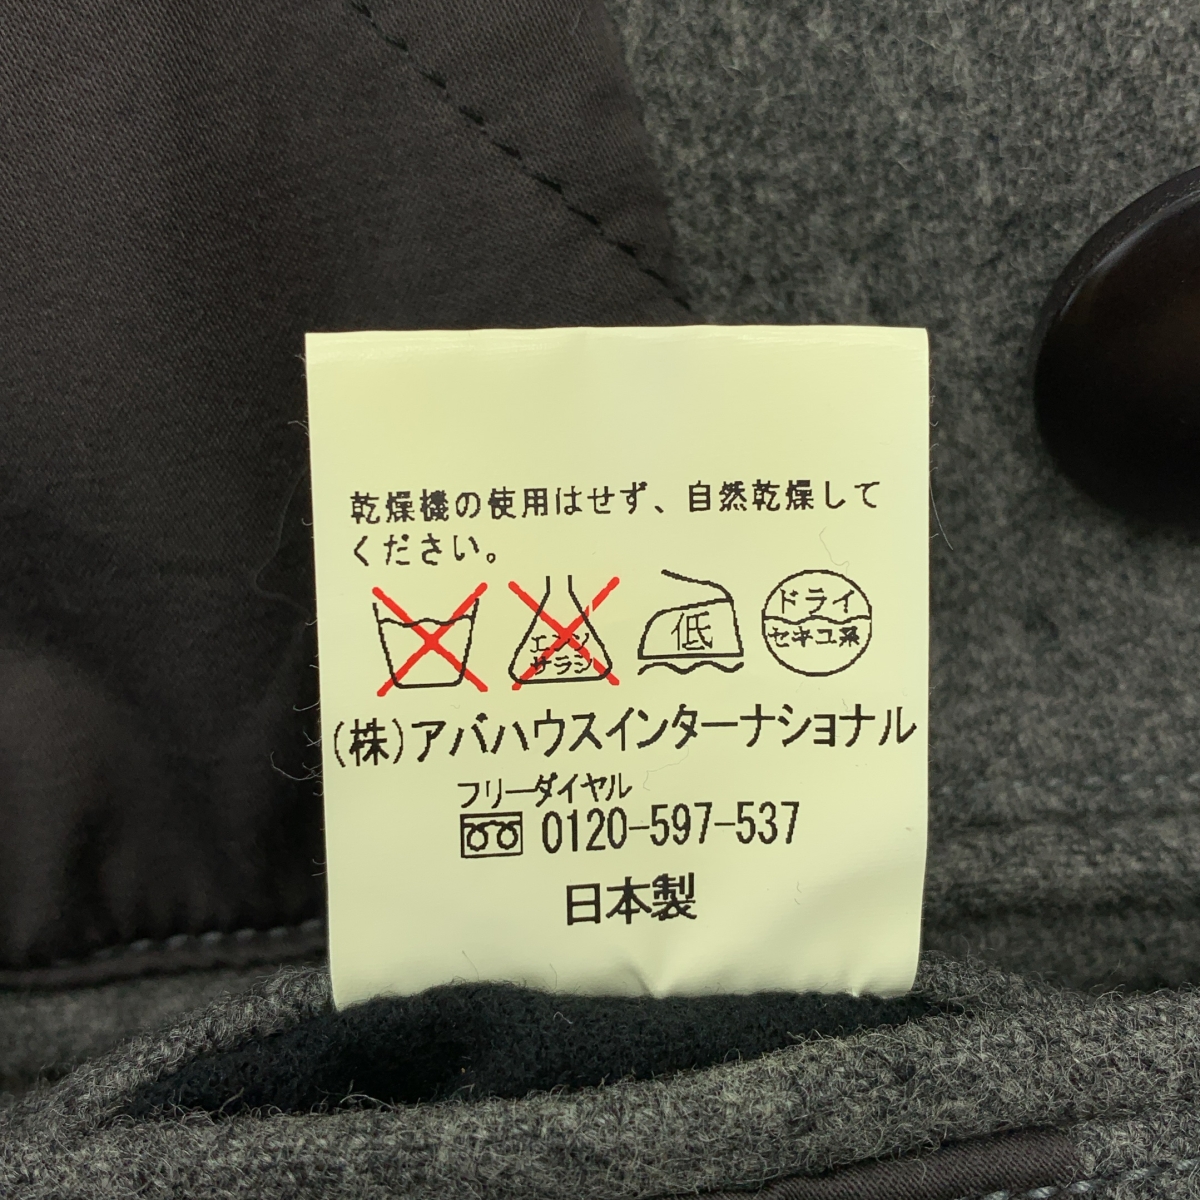 乾燥機の使用はせず、自然乾燥して
ください。
エンソ
サラシ
低
ドライ
セキユ系
(株)アバハウスインターナショナル
フリーダイヤル
0120-597-537
日本製